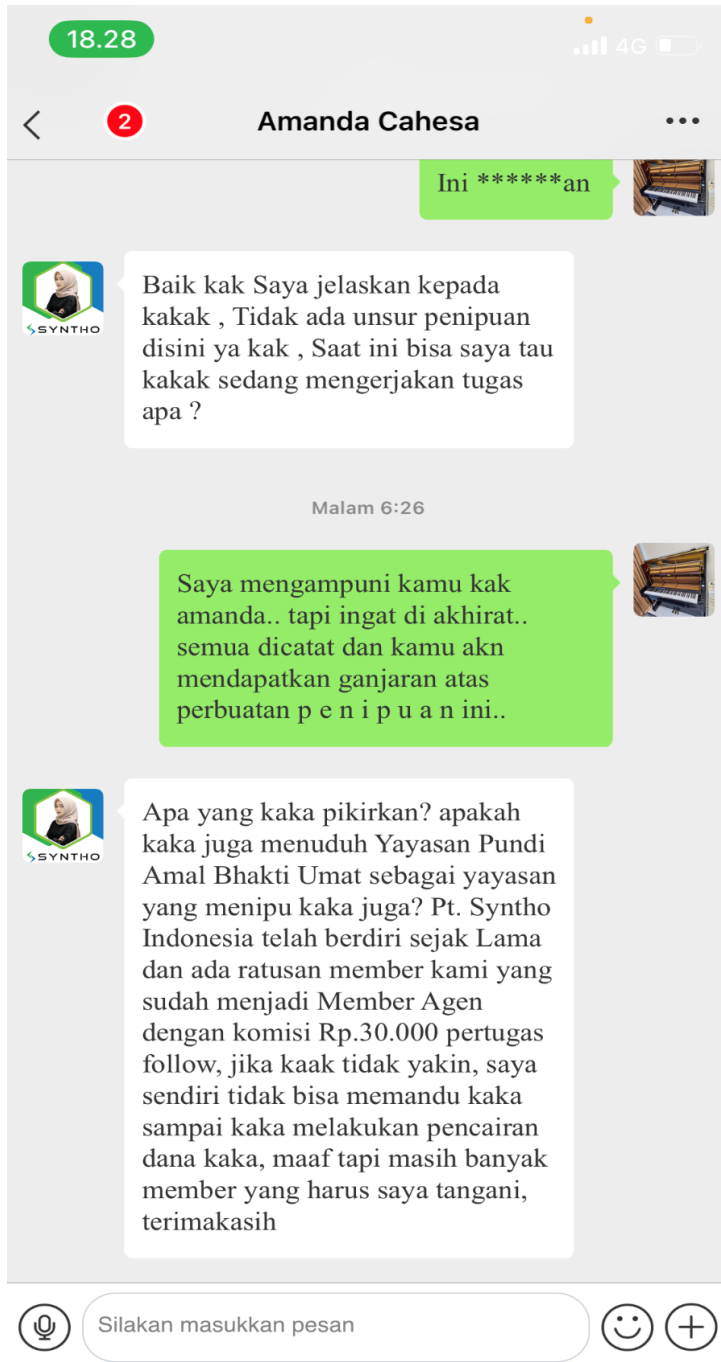 18.28
4G
2
Amanda Cahesa
Ini ******an
Baik kak Saya jelaskan kepada
kakak , Tidak ada unsur penipuan
disini ya kak , Saat ini bisa saya tau
kakak sedang mengerjakan tugas
apa ?
SYNTHO
Malam 6:26
Saya mengampuni kamu kak
amanda.. tapi ingat di akhirat..
semua dicatat dan kamu akn
mendapatkan ganjaran atas
perbuatan p e n i p u a n ini..
Apa yang kaka pikirkan? apakah
kaka juga menuduh Yayasan Pundi
Amal Bhakti Umat sebagai yayasan
yang menipu kaka juga? Pt. Syntho
Indonesia telah berdiri sejak Lama
dan ada ratusan member kami yang
sudah menjadi Member Agen
dengan komisi Rp.30.000 pertugas
follow, jika kaak tidak yakin, saya
sendiri tidak bisa memandu kaka
sampai kaka melakukan pencairan
dana kaka, maaf tapi masih banyak
member yang harus saya tangani,
terimakasih
SYNTHO
Silakan masukkan pesan